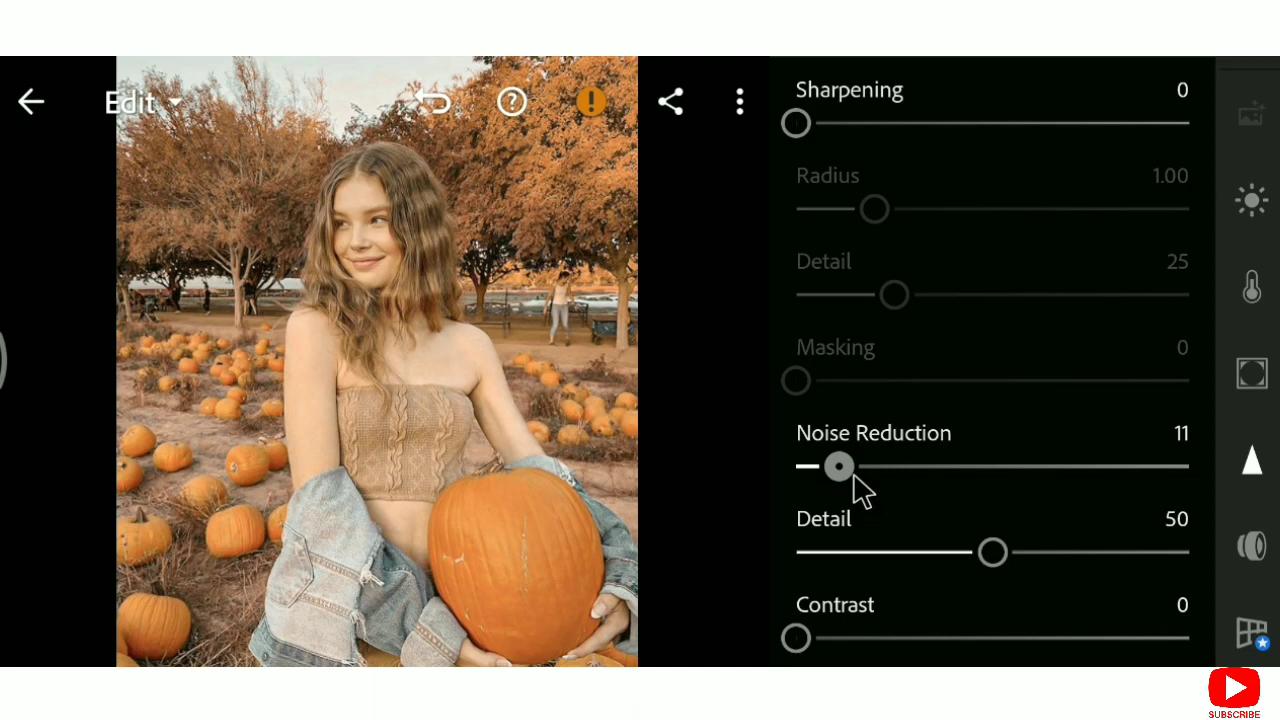 Edit
Sharpening 0
Radius 1.00
Detail 25
Masking 0
Noise Reduction 11
Detail 50
Contrast 0
SUBSCRIBE